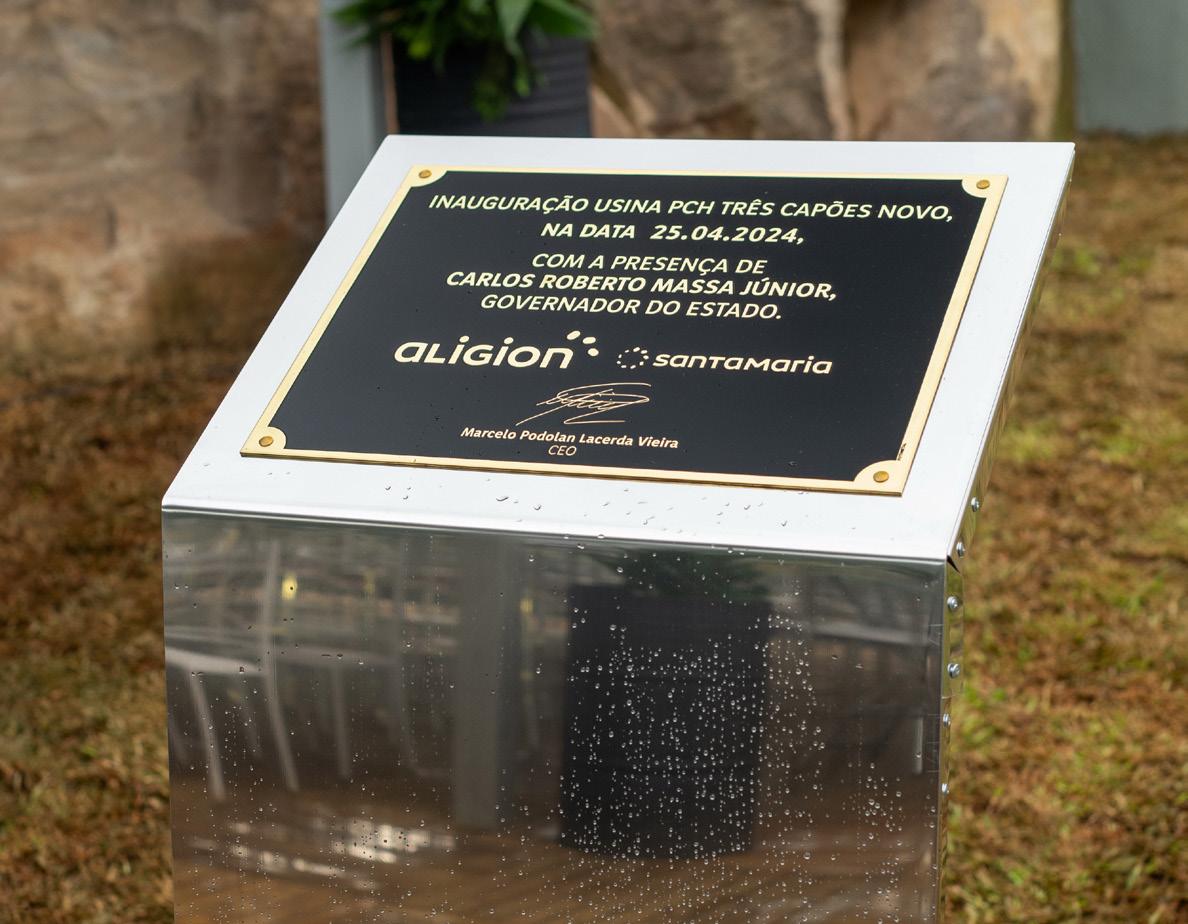 INAUGURAÇÃO USINA PCH TRÊS CAPÕES NOVO,
NA DATA 25.04.2024,
COM A PRESENÇA DE
CARLOS ROBERTO MASSA JÚNIOR,
GOVERNADOR DO ESTADO.
aLiGion santamaria
Marcelo Podolan Lacerda Vieira
CEO